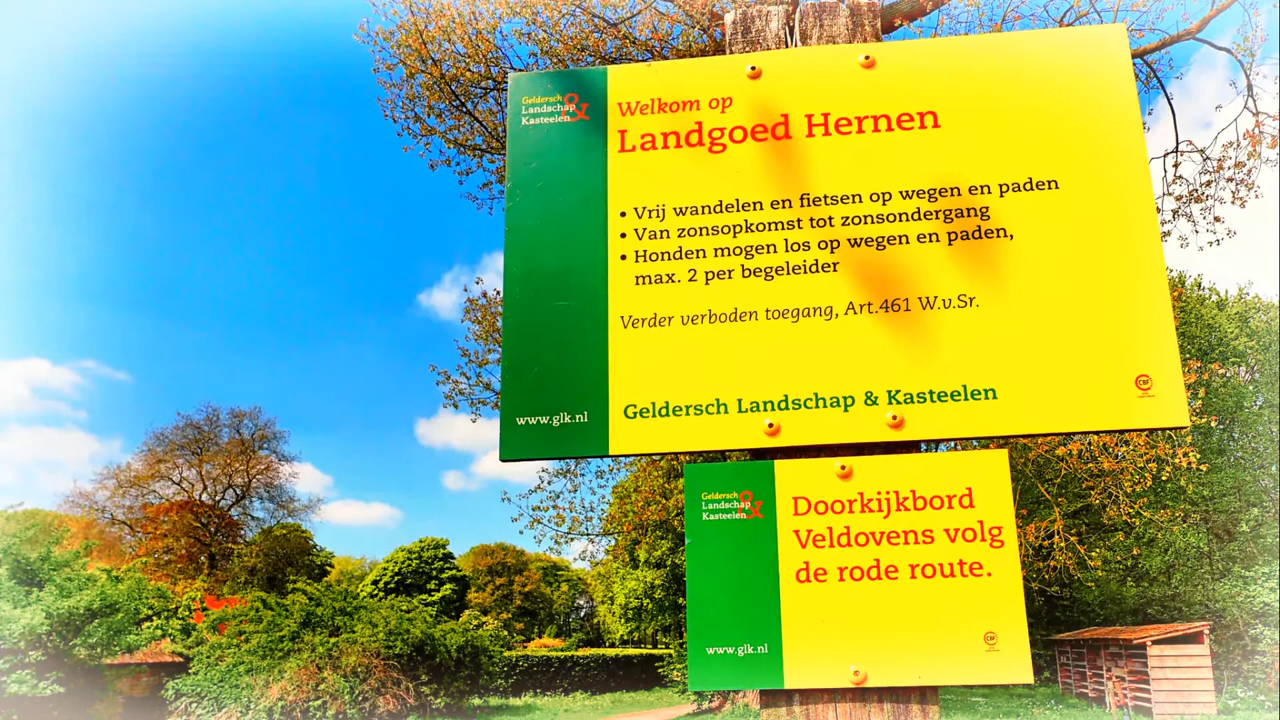 Geldersch
Landschap
Kasteelen &
Welkom op
Landgoed Hernen
• Vrij wandelen en fietsen op wegen en paden
• Van zonsopkomst tot zonsondergang
• Honden mogen los op wegen en paden,
max. 2 per begeleider
Verder verboden toegang, Art.461 W.v.Sr.
www.glk.nl
Geldersch Landschap & Kasteelen
CBF
Geldersch
Landschap
Kasteelen &
Doorkijkbord
Veldovens volg
de rode route.
www.glk.nl
CBF